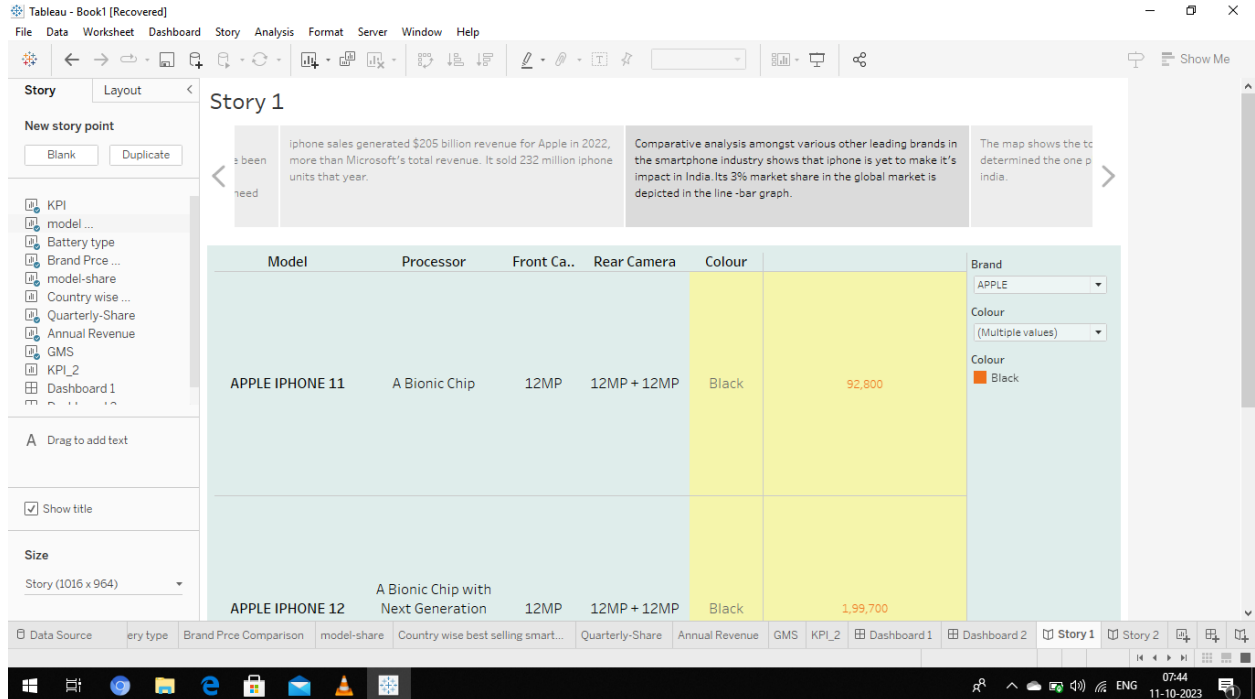 Tableau - Book1 [Recovered]
File Data Worksheet Dashboard Story Analysis Format Server Window Help
Show Me
Story Layout
New story point
Blank Duplicate
KPI
model ...
Battery type
Brand Prce ...
model-share
Country wise ...
Quarterly-Share
Annual Revenue
GMS
KPI_2
Dashboard 1
A Drag to add text
Show title
Size
Story (1016 x 964)
Story 1
been
need
iphone sales generated $205 billion revenue for Apple in 2022,
more than Microsoft's total revenue. It sold 232 million iphone
units that year.
Comparative analysis amongst various other leading brands in
the smartphone industry shows that iphone is yet to make it's
impact in India. Its 3% market share in the global market is
depicted in the line -bar graph.
The map shows the to
determined the one p
india.
Model Processor Front Ca.. Rear Camera Colour
APPLE IPHONE 11 A Bionic Chip 12MP 12MP + 12MP Black 92,800
A Bionic Chip with
APPLE IPHONE 12 Next Generation 12MP 12MP + 12MP Black 1,99,700
Brand
APPLE
Colour
(Multiple values)
Colour
Black
Data Source ery type Brand Prce Comparison model-share Country wise best selling smart... Quarterly-Share Annual Revenue GMS KPI_2 Dashboard 1 Dashboard 2 Story 1 Story 2
ENG 07:44
11-10-2023
1